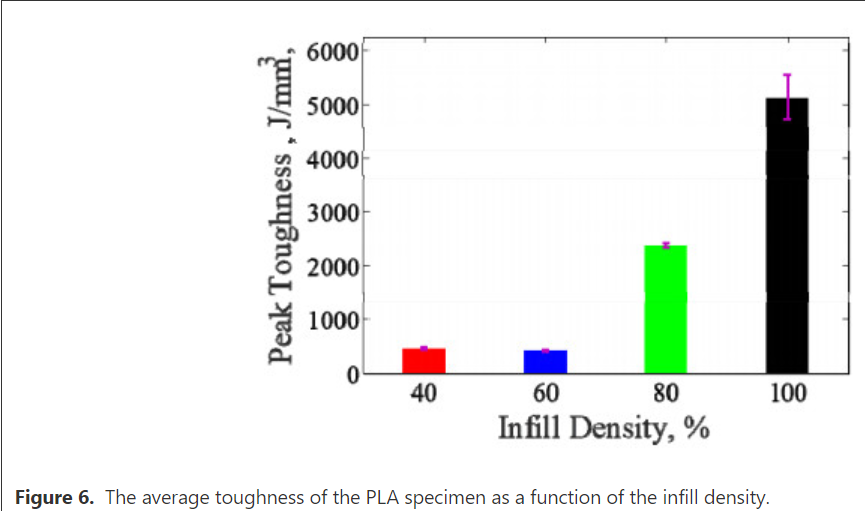 6000
5000
4000
3000
2000
1000
0
Peak Toughness , J/mm³,
40 60 80 100
Infill Density, %
Figure 6. The average toughness of the PLA specimen as a function of the infill density.